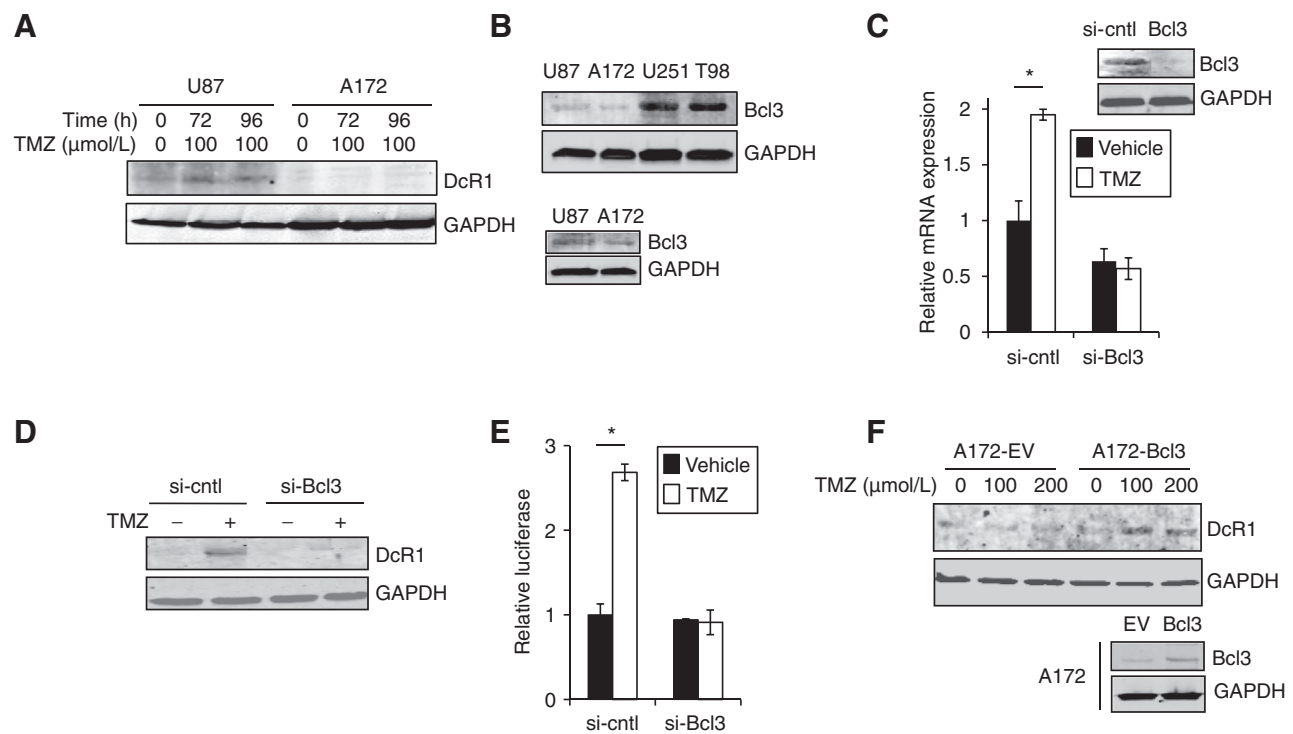 A
U87 A172
Time (h) 0 72 96 0 72 96
TMZ (μmol/L) 0 100 100 0 100 100
DcR1
GAPDH
B
U87 A172 U251 T98
Bcl3
GAPDH
U87 A172
Bcl3
GAPDH
C
si-cntl Bcl3
Bcl3
GAPDH
*
Vehicle
TMZ
Relative mRNA expression
2
1.5
1
0.5
0
si-cntl si-Bcl3
D
si-cntl si-Bcl3
TMZ – + – +
DcR1
GAPDH
E
*
Vehicle
TMZ
Relative luciferase
3
2
1
0
si-cntl si-Bcl3
F
A172-EV A172-Bcl3
TMZ (μmol/L) 0 100 200 0 100 200
DcR1
GAPDH
EV Bcl3
A172
Bcl3
GAPDH